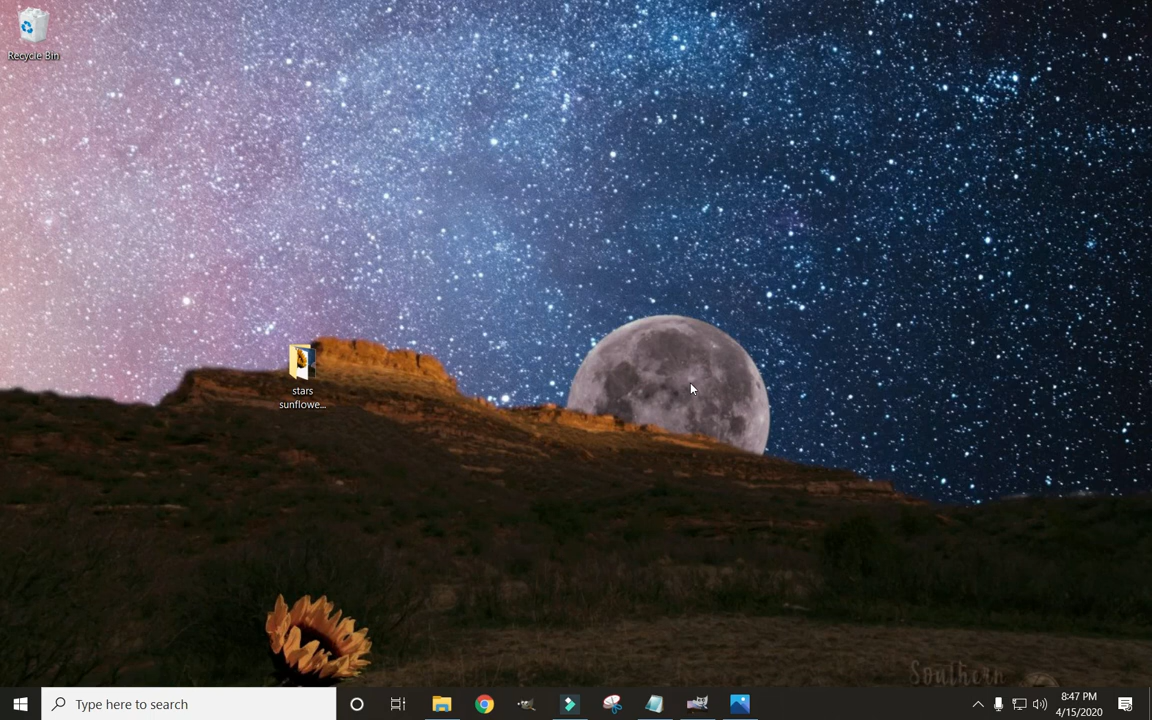 Recycle Bin
stars
sunflowe...
Southern
Type here to search
8:47 PM
4/15/2020